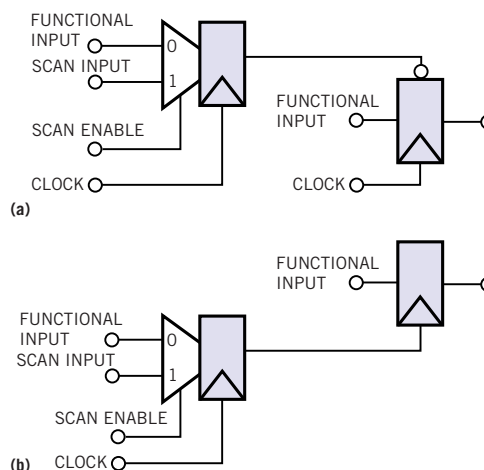 FUNCTIONAL
INPUT
0
SCAN INPUT
1
FUNCTIONAL
INPUT
SCAN ENABLE
CLOCK
CLOCK
(a)
FUNCTIONAL
INPUT
FUNCTIONAL
INPUT
0
SCAN INPUT
1
SCAN ENABLE
(b)
CLOCK